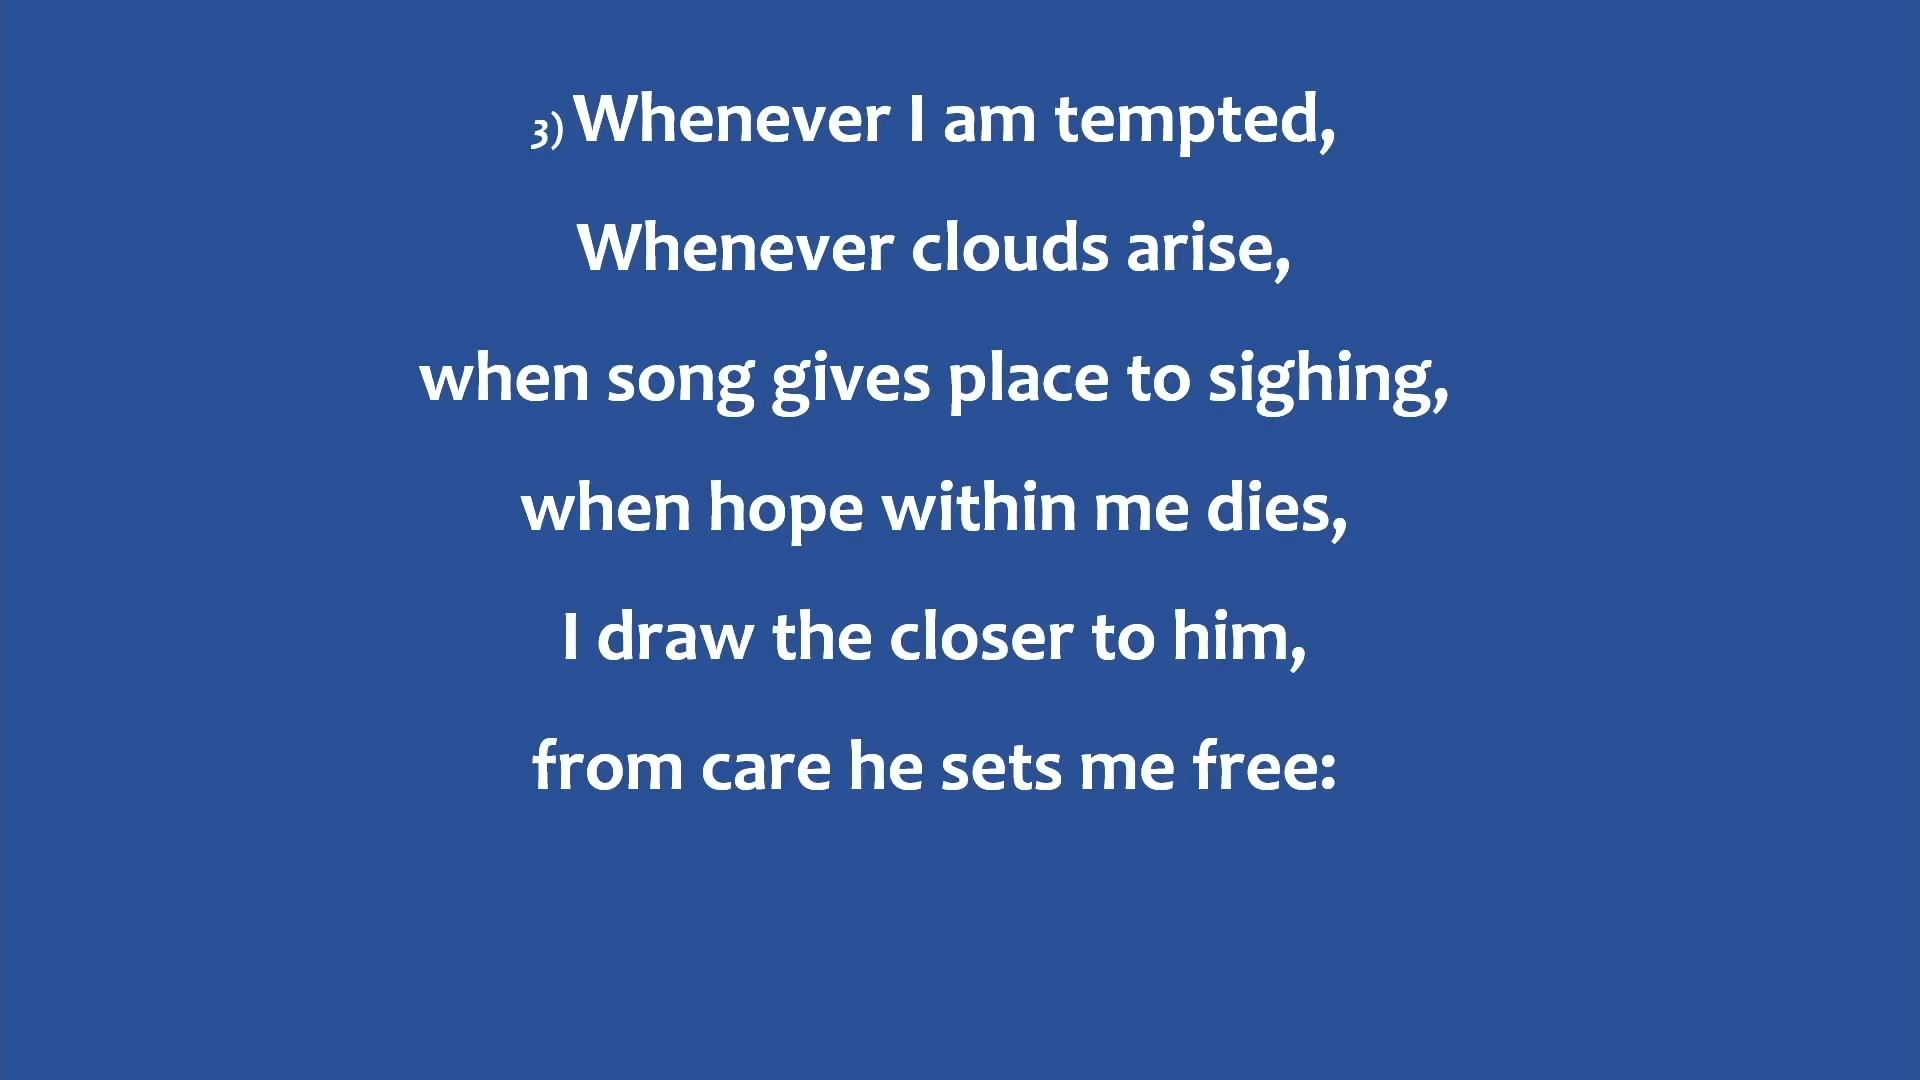 3) Whenever I am tempted,
Whenever clouds arise,
when song gives place to sighing,
when hope within me dies,
I draw the closer to him,
from care he sets me free: